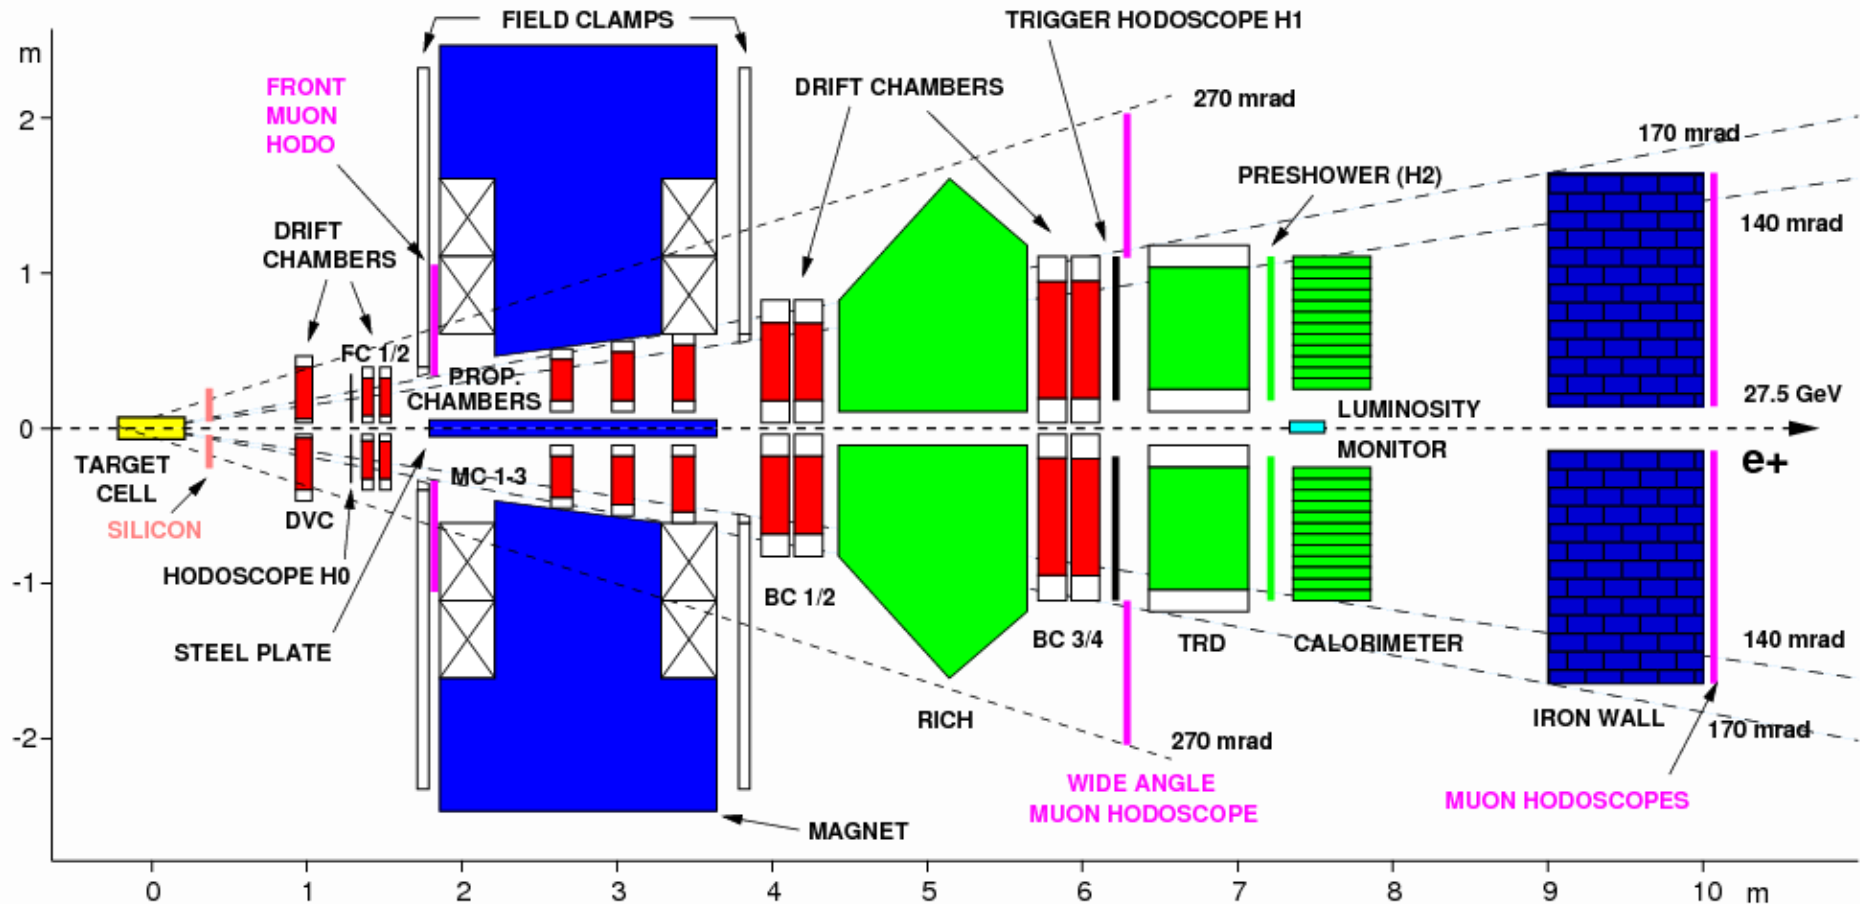 FIELD CLAMPS
TRIGGER HODOSCOPE H1
m
FRONT
MUON
HODO
DRIFT CHAMBERS
270 mrad
2
170 mrad
PRESHOWER (H2)
140 mrad
DRIFT
CHAMBERS
1
FC 1/2
PROP.
CHAMBERS
27.5 GeV
LUMINOSITY
0
MONITOR
e+
TARGET
CELL
MC 1-3
SILICON
DVC
HODOSCOPE H0
-1
BC 1/2
STEEL PLATE
BC 3/4
TRD
CALORIMETER
140 mrad
RICH
IRON WALL
170 mrad
-2
270 mrad
WIDE ANGLE
MUON HODOSCOPE
MUON HODOSCOPES
MAGNET
0 1 2 3 4 5 6 7 8 9 10 m